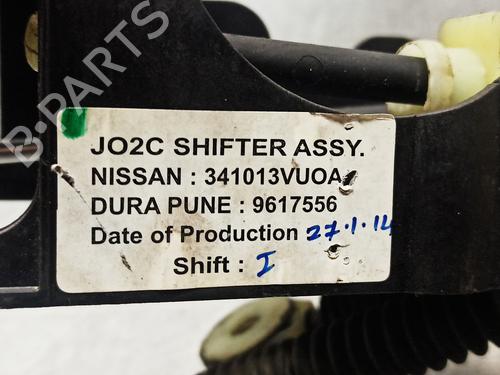 B-PARTS
JO2C SHIFTER ASSY.
NISSAN : 341013VUOA
DURA PUNE : 9617556
Date of Production 27.1.14
Shift : I